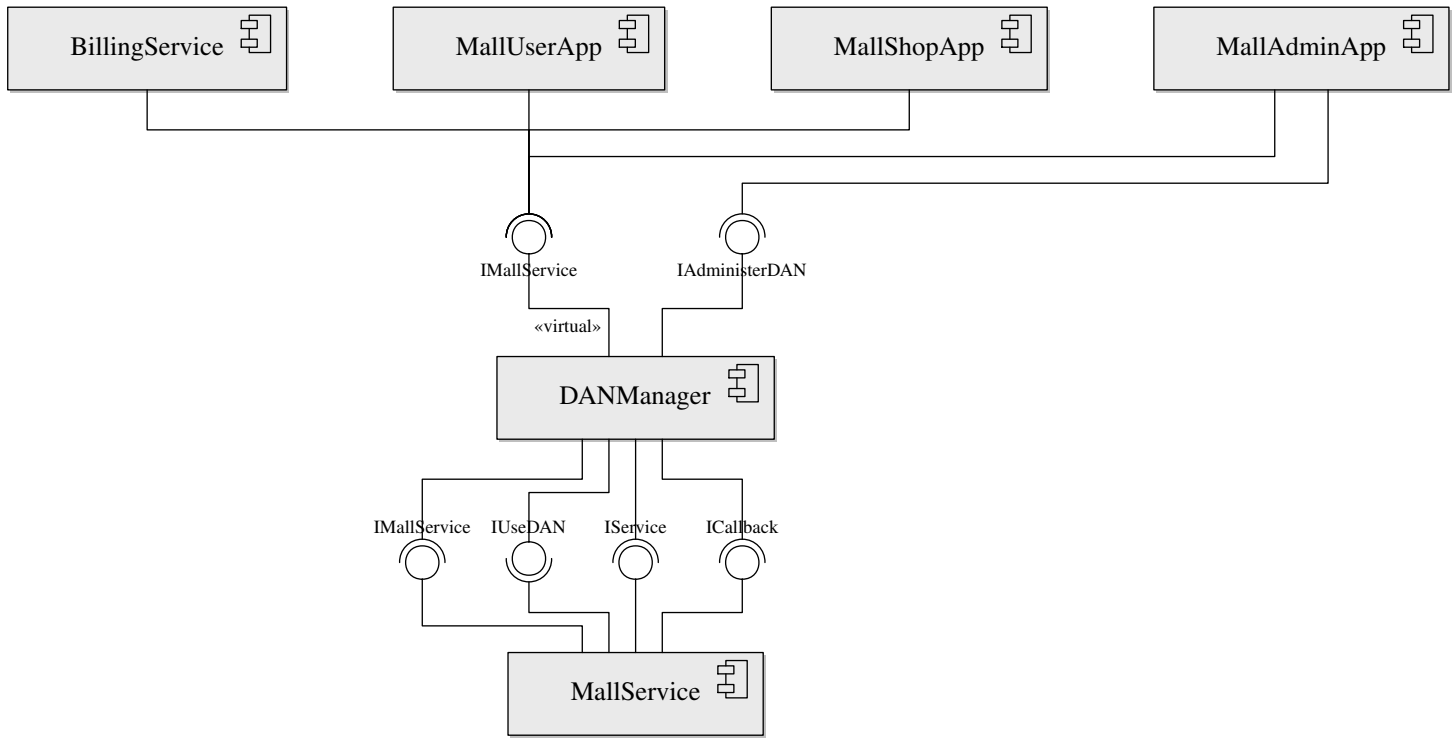 BillingService
MallUserApp
MallShopApp
MallAdminApp
IMallService
IAdministerDAN
«virtual»
DANManager
IMallService
IUseDAN
IService
ICallback
MallService